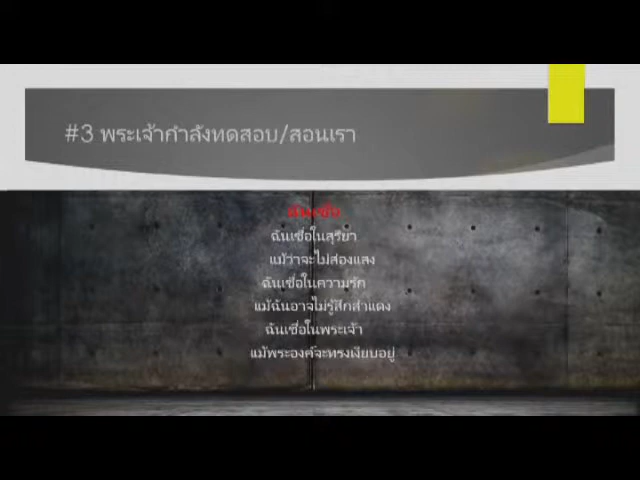 #3 พระเจ้ากำลังทดสอบ/สอนเรา
ฉันเชื่อ
ฉันเชื่อในสุริยา
แม้ว่าจะไม่ส่องแสง
ฉันเชื่อในความรัก
แม้ฉันอาจไม่รู้สึกสำแดง
ฉันเชื่อในพระเจ้า
แม้พระองค์จะทรงเงียบอยู่